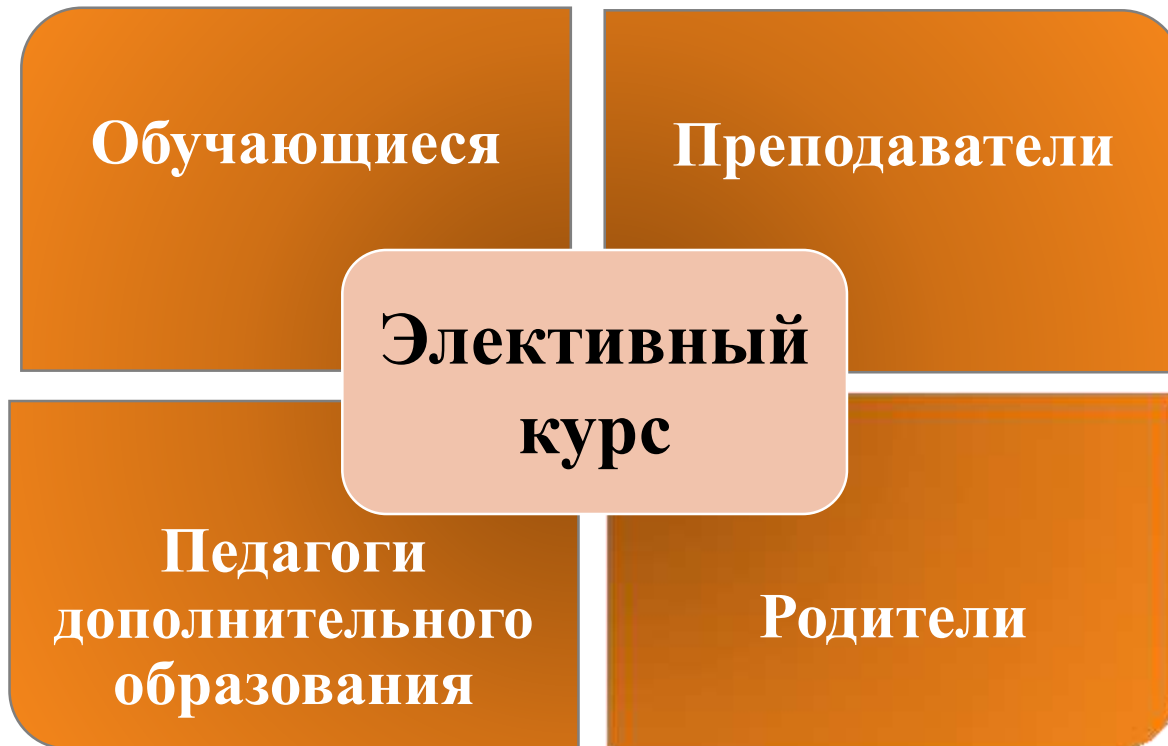 Обучающиеся
Преподаватели
Элективный
курс
Педагоги
дополнительного
образования
Родители